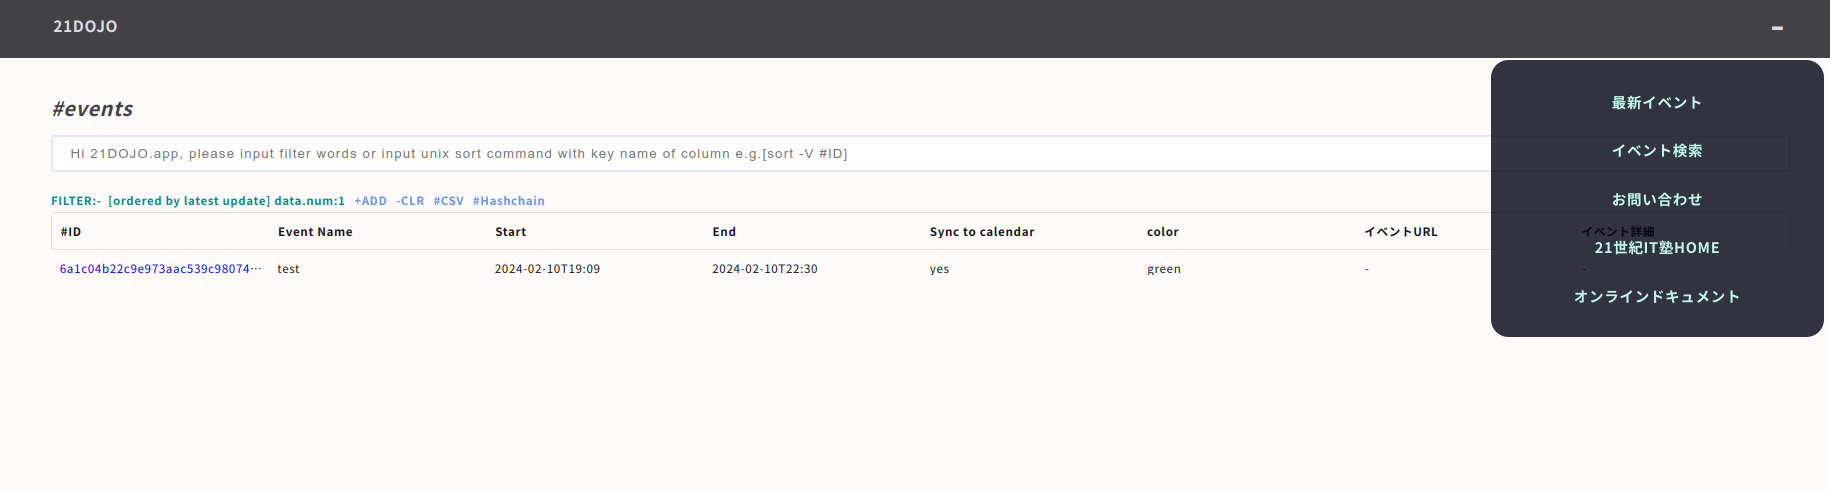 21DOJO
#events
Hi 21DOJO.app, please input filter words or input unix sort command with key name of column e.g.[sort -V #ID]
FILTER:- [ordered by latest update] data.num:1 +ADD -CLR #CSV #Hashchain
#ID Event Name Start End Sync to calendar color イベントURL イベント詳細
6a1c04b22c9e973aac539c98074… test 2024-02-10T19:09 2024-02-10T22:30 yes green - -
最新イベント
イベント検索
お問い合わせ
21世紀IT塾HOME
オンラインドキュメント